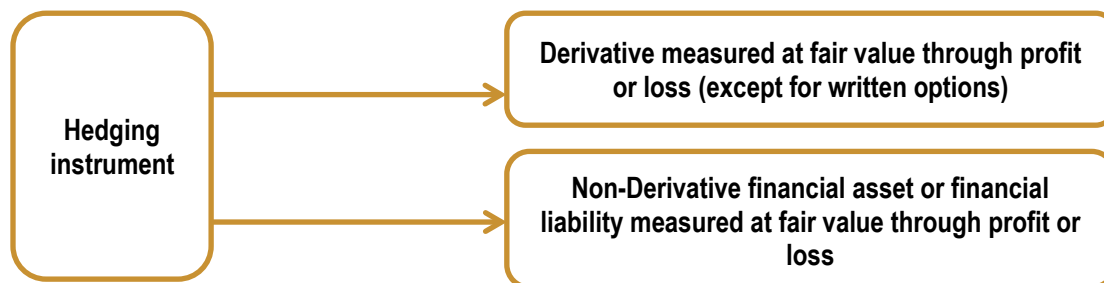 Hedging
instrument
Derivative measured at fair value through profit
or loss (except for written options)
Non-Derivative financial asset or financial
liability measured at fair value through profit or
loss